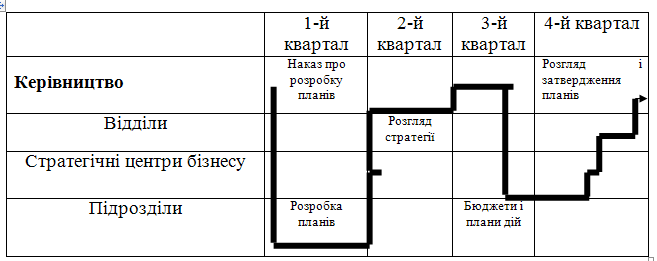 1-й 2-й 3-й 4-й квартал
квартал квартал квартал
Наказ про Розгляд і
Керівництво розробку затвердження
планів планів
Відділи Розгляд
стратегії
Стратегічні центри бізнесу
Підрозділи Розробка Бюджети і
планів плани дій